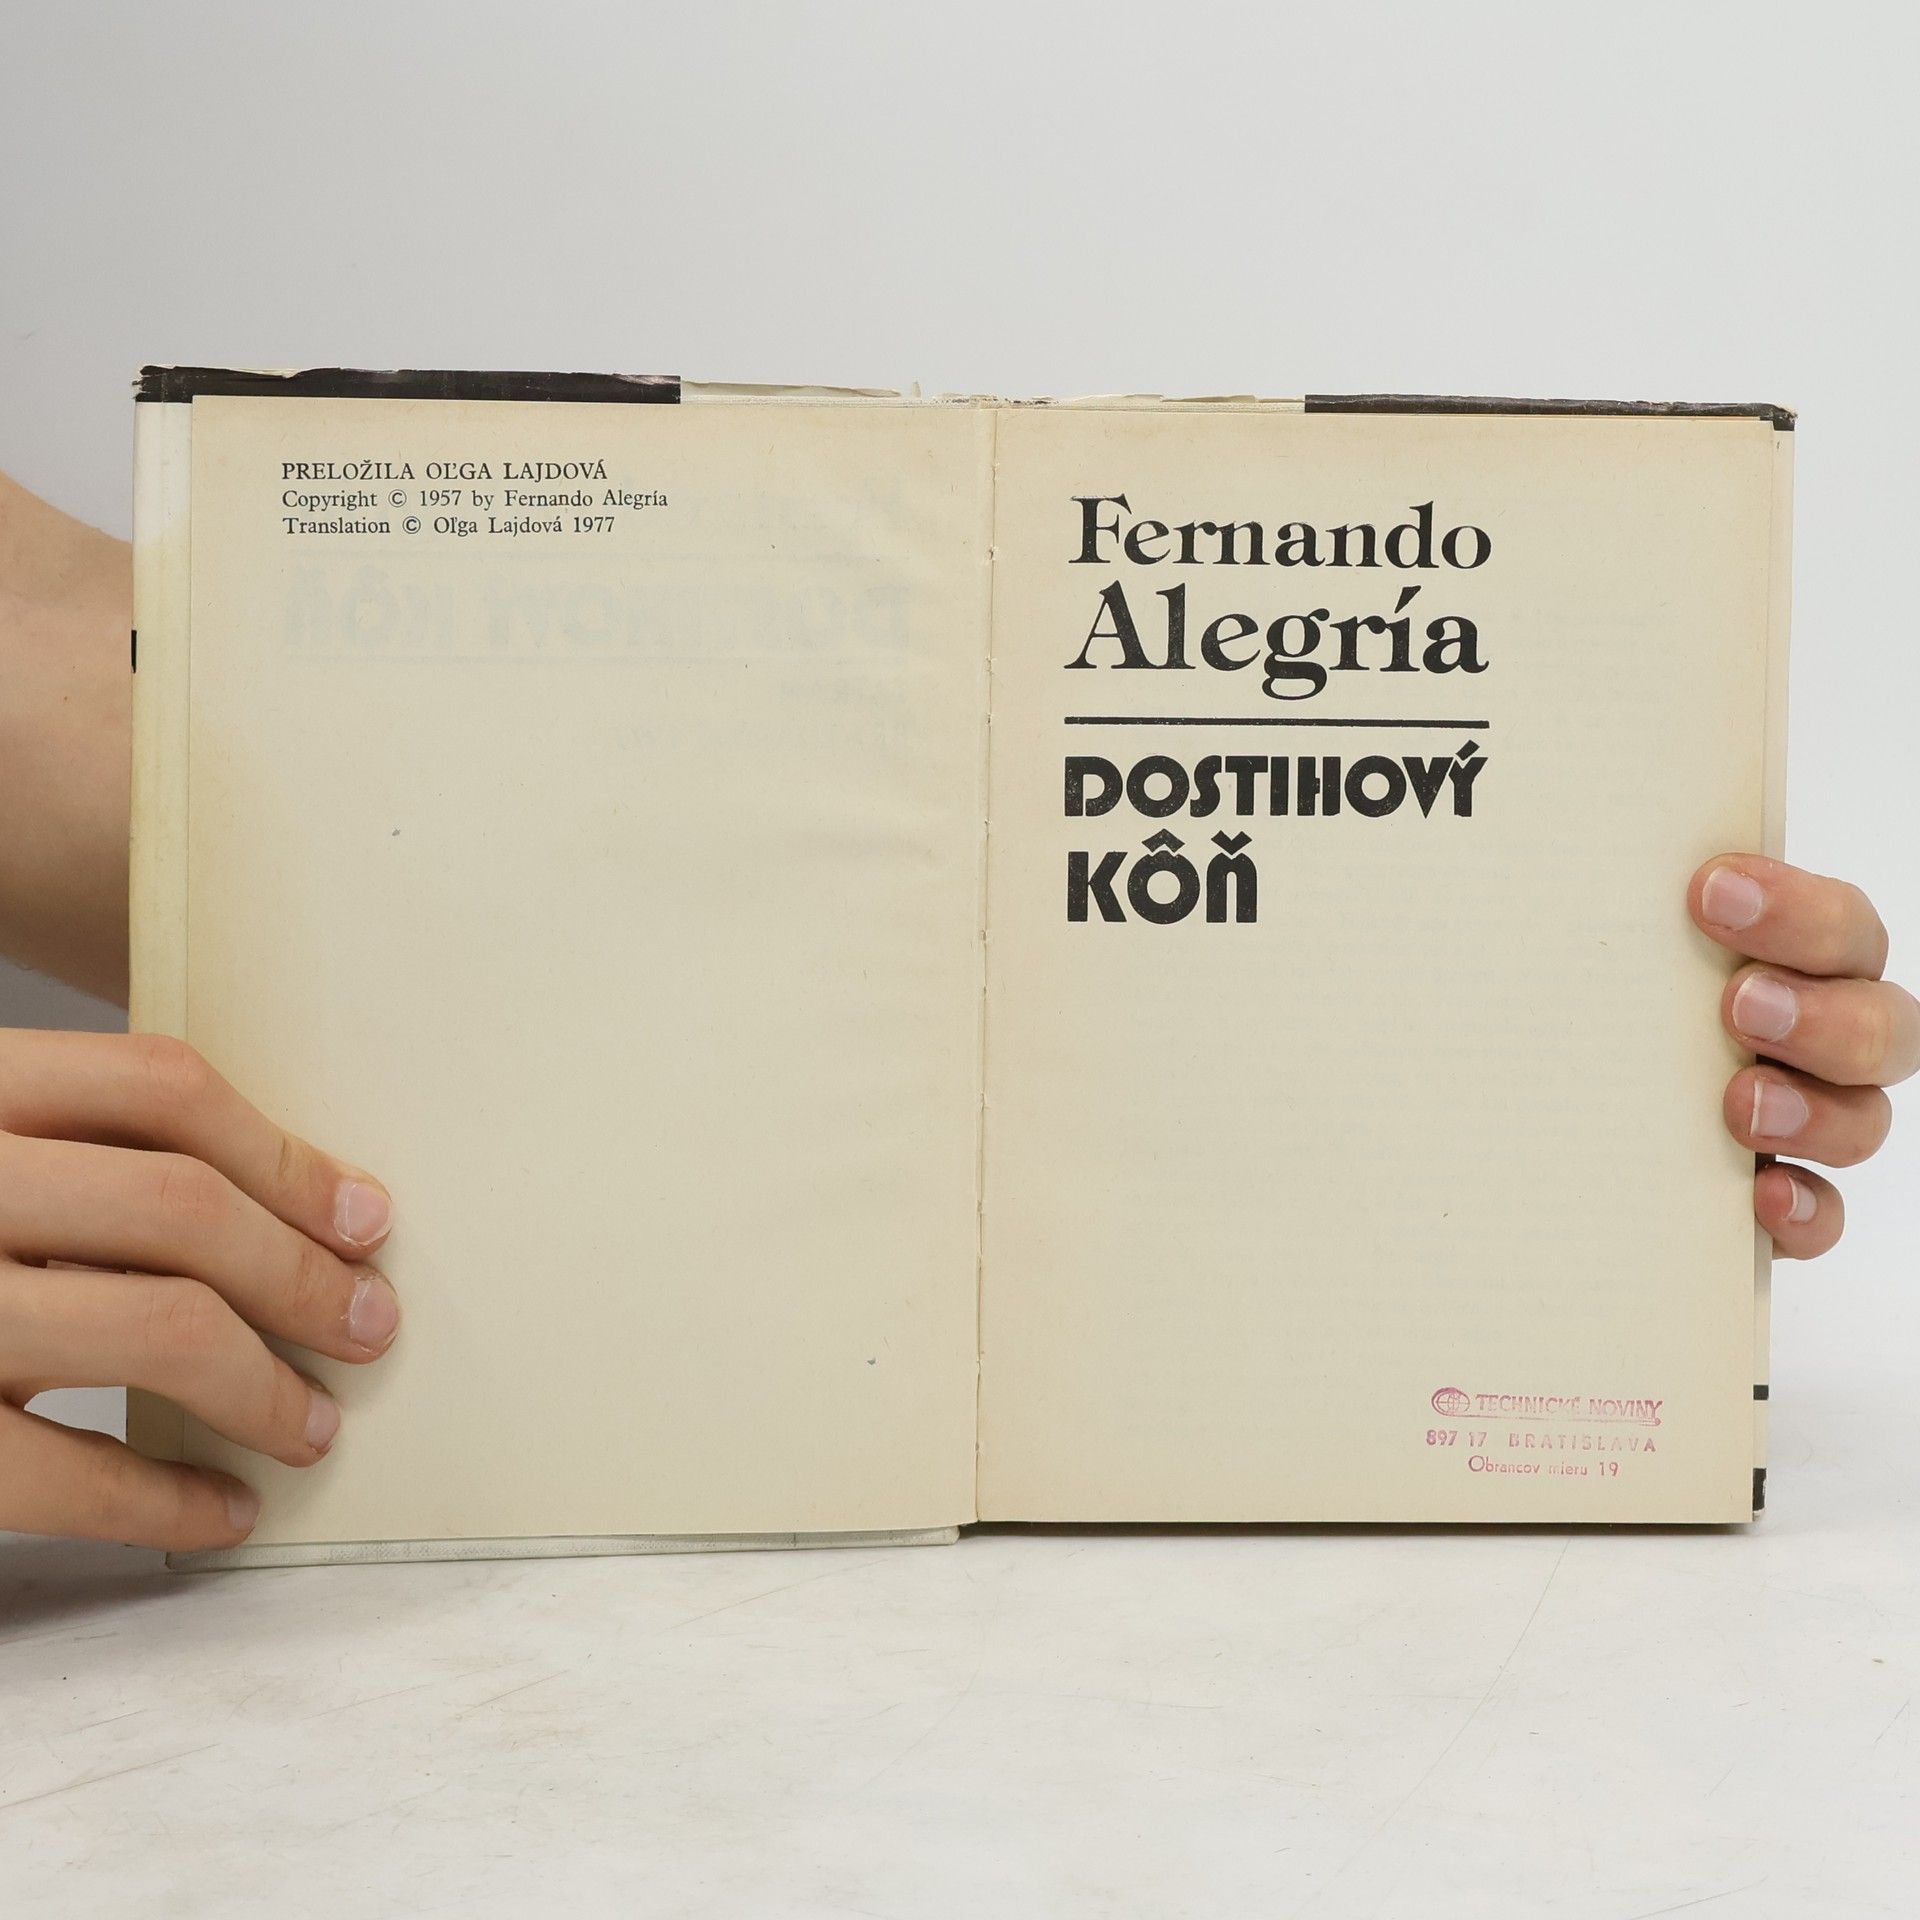 PRELOŽILA OĽGA LAJDOVÁ
Copyright © 1957 by Fernando Alegría
Translation © Oľga Lajdová 1977
Fernando
Alegría
DOSTIHOVÝ
KÔŇ
TECHNICKÉ NOVINY
897 17 BRATISLAVA
Obrancov mieru 19